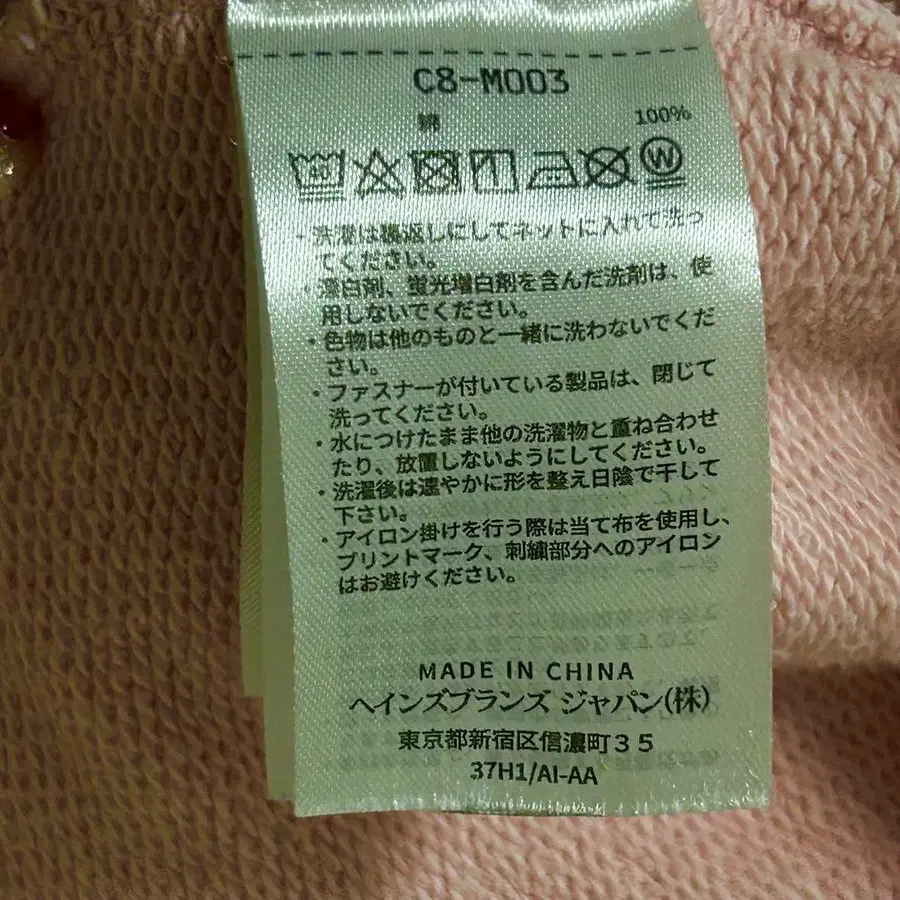 C8-M003
綿 100%
40
W
・洗濯は裏返しにしてネットに入れて洗っ
てください。
・漂白剤、蛍光増白剤を含んだ洗剤は、使
用しないでください。
・色物は他のものと一緒に洗わないでくだ
さい。
・ファスナーが付いている製品は、閉じて
洗ってください。
・水につけたまま他の洗濯物と重ね合わせ
たり、放置しないようにしてください。
・洗濯後は速やかに形を整え日陰で干して
下さい。
・アイロン掛けを行う際は当て布を使用し、
プリントマーク、刺繍部分へのアイロン
はお避けください。
MADE IN CHINA
ヘインズブランズ ジャパン(株)
東京都新宿区信濃町35
37H1/AI-AA